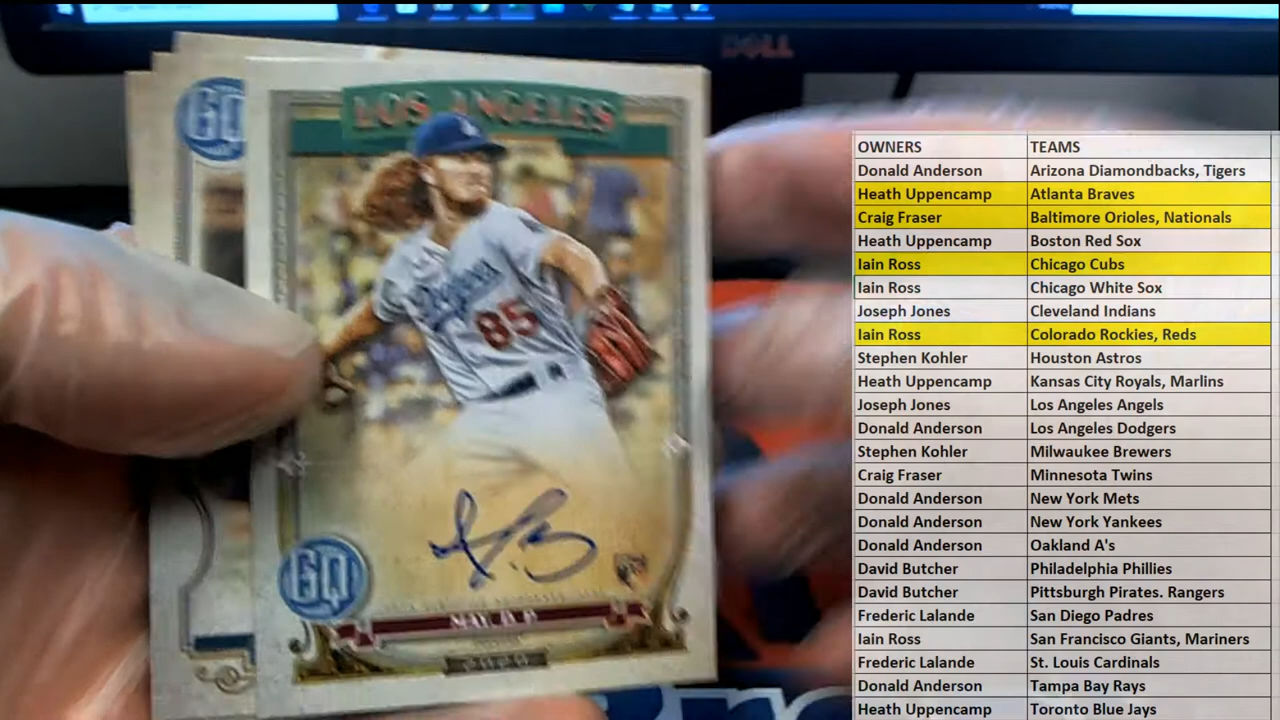 DELL
LOS ANGELES
GQ
Dodgers
85
GQ
RC
2020
OWNERS TEAMS
Donald Anderson Arizona Diamondbacks, Tigers
Heath Uppencamp Atlanta Braves
Craig Fraser Baltimore Orioles, Nationals
Heath Uppencamp Boston Red Sox
Iain Ross Chicago Cubs
Iain Ross Chicago White Sox
Joseph Jones Cleveland Indians
Iain Ross Colorado Rockies, Reds
Stephen Kohler Houston Astros
Heath Uppencamp Kansas City Royals, Marlins
Joseph Jones Los Angeles Angels
Donald Anderson Los Angeles Dodgers
Stephen Kohler Milwaukee Brewers
Craig Fraser Minnesota Twins
Donald Anderson New York Mets
Donald Anderson New York Yankees
Donald Anderson Oakland A's
David Butcher Philadelphia Phillies
David Butcher Pittsburgh Pirates. Rangers
Frederic Lalande San Diego Padres
Iain Ross San Francisco Giants, Mariners
Frederic Lalande St. Louis Cardinals
Donald Anderson Tampa Bay Rays
Heath Uppencamp Toronto Blue Jays